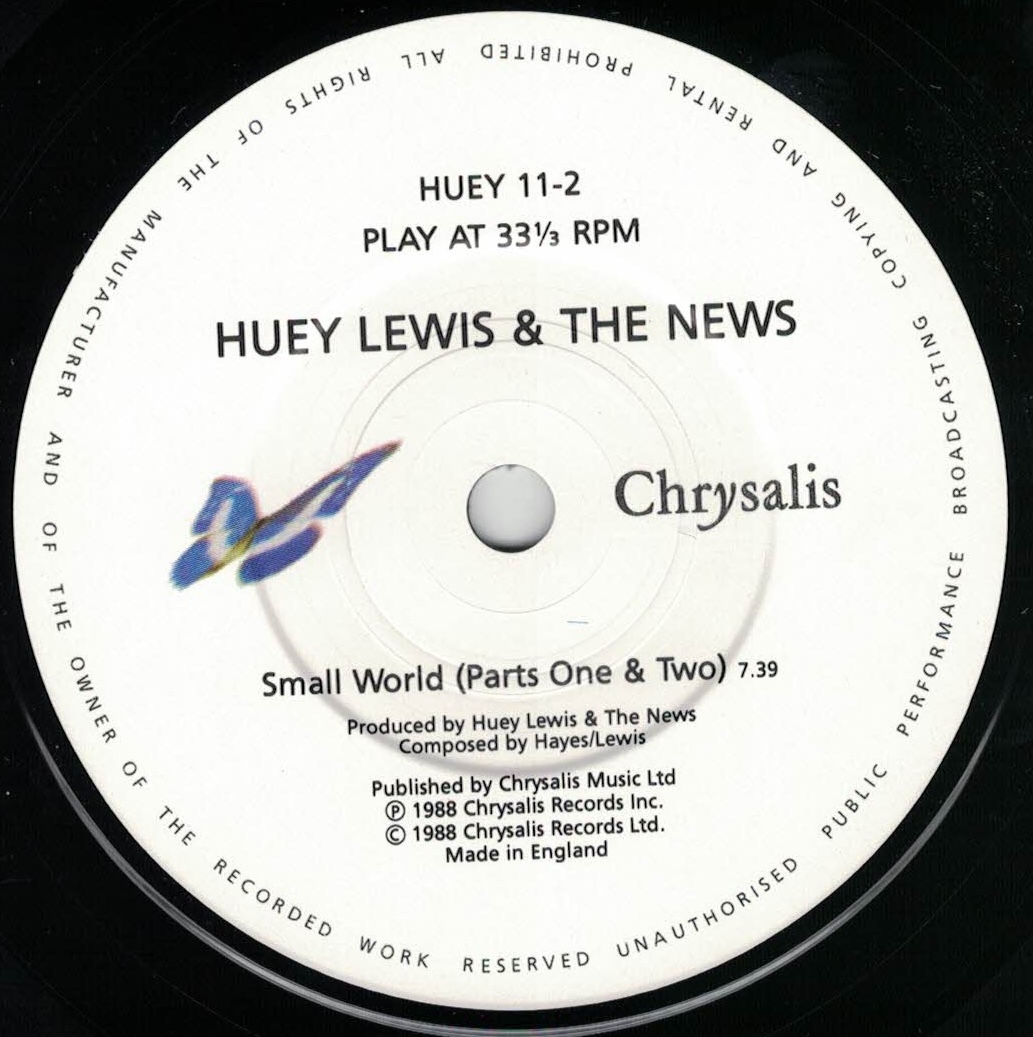 HUEY 11-2
PLAY AT 33⅓ RPM
HUEY LEWIS & THE NEWS
Chrysalis
Small World (Parts One & Two) 7.39
Produced by Huey Lewis & The News
Composed by Hayes/Lewis
Published by Chrysalis Music Ltd
℗ 1988 Chrysalis Records Inc.
© 1988 Chrysalis Records Ltd.
Made in England
ALL RIGHTS OF THE MANUFACTURER AND OF THE OWNER OF THE RECORDED WORK RESERVED UNAUTHORISED PUBLIC PERFORMANCE BROADCASTING COPYING AND RENTAL PROHIBITED